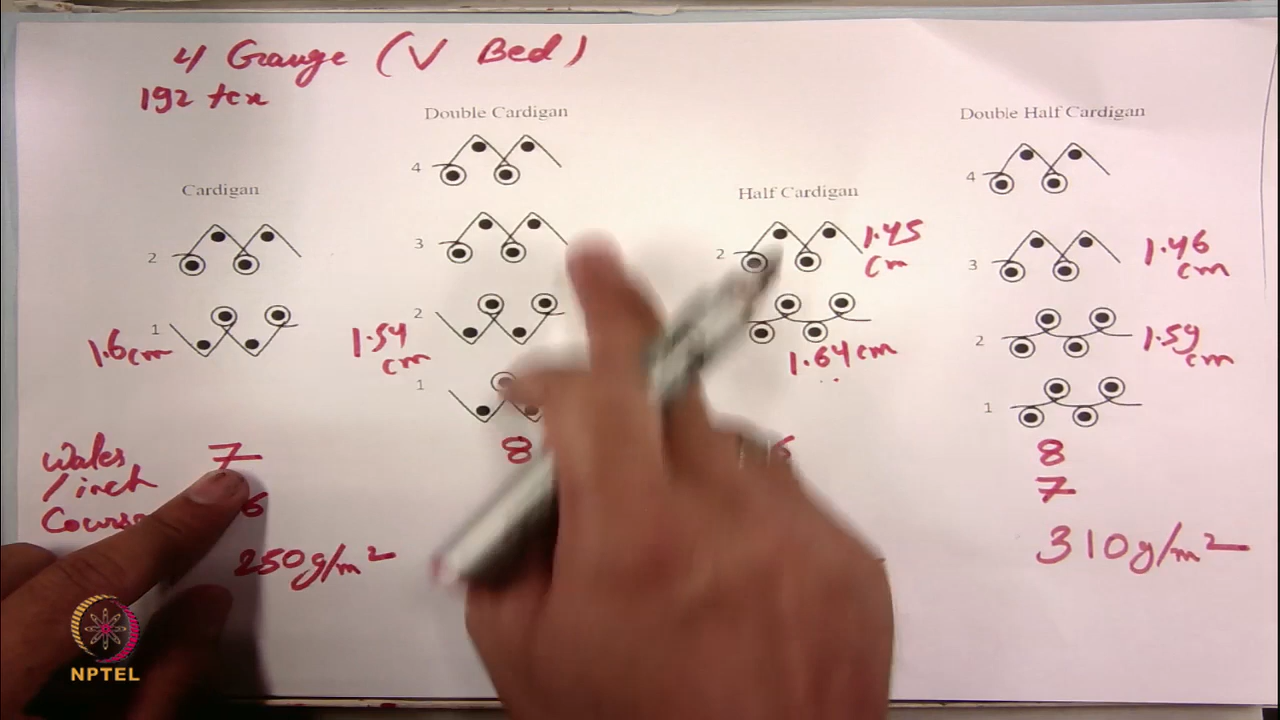 4 Gauge (V Bed)
192 tex
Cardigan
2
1
1.6cm
Double Cardigan
4
3
2
1
1.54
cm
Half Cardigan
2
1.45
cm
1.64cm
Double Half Cardigan
4
3
1.46
cm
2
1.59
cm
1
Wales 7 8 6 8
/inch
6 7
250g/m2 310g/m2
NPTEL